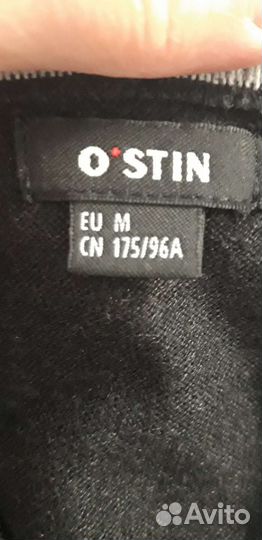 O*STIN
EU M
CN 175/96A
Avito